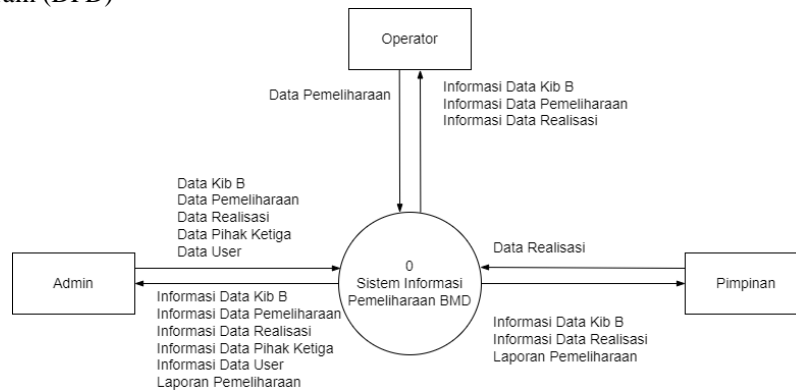 (DFD)
Operator
Data Pemeliharaan
Informasi Data Kib B
Informasi Data Pemeliharaan
Informasi Data Realisasi
Data Kib B
Data Pemeliharaan
Data Realisasi
Data Pihak Ketiga
Data User
Admin
0
Sistem Informasi
Pemeliharaan BMD
Data Realisasi
Pimpinan
Informasi Data Kib B
Informasi Data Pemeliharaan
Informasi Data Realisasi
Informasi Data Pihak Ketiga
Informasi Data User
Laporan Pemeliharaan
Informasi Data Kib B
Informasi Data Realisasi
Laporan Pemeliharaan